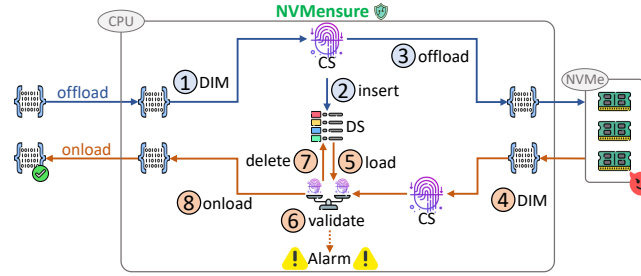 NVMensure
CPU
CS
① DIM
③ offload
offload
② insert
NVMe
DS
onload
delete ⑦
⑤ load
⑧ onload
CS
④ DIM
⑥ validate
Alarm